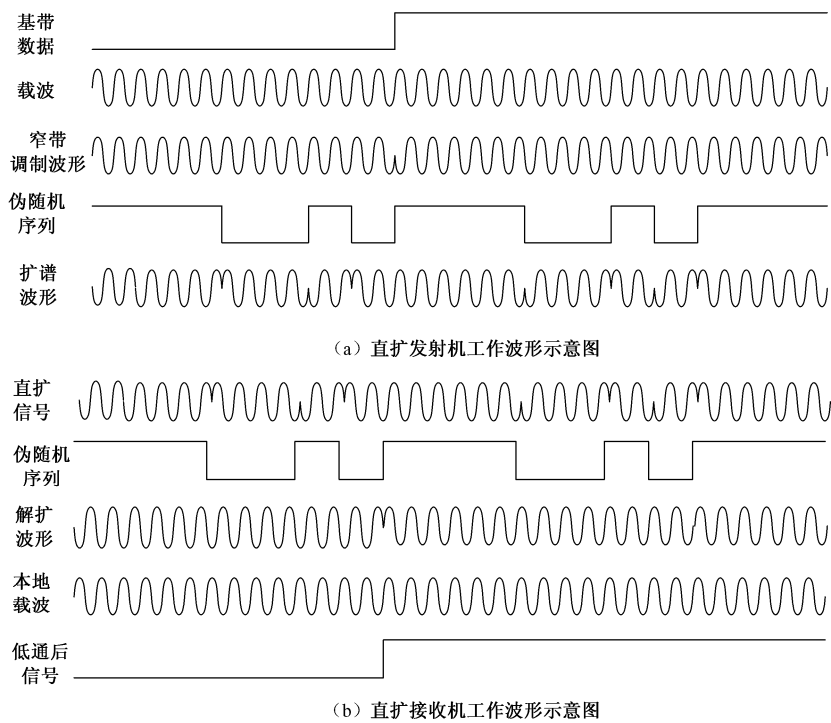 基带
数据
载波
窄带
调制波形
伪随机
序列
扩谱
波形
（a）直扩发射机工作波形示意图
直扩
信号
伪随机
序列
解扩
波形
本地
载波
低通后
信号
（b）直扩接收机工作波形示意图